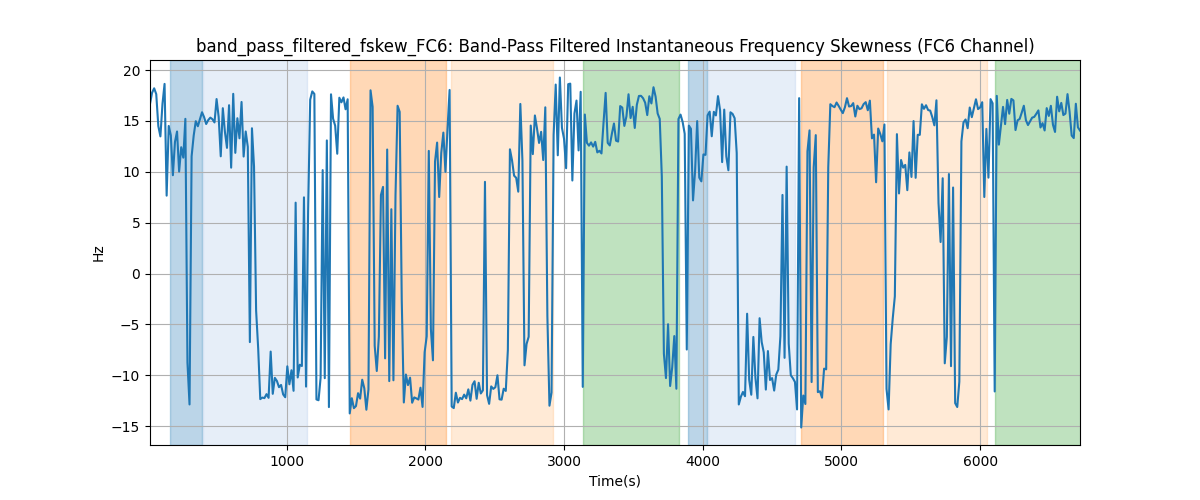 band_pass_filtered_fskew_FC6: Band-Pass Filtered Instantaneous Frequency Skewness (FC6 Channel)
20
15
10
5
0
−5
−10
−15
Hz
1000 2000 3000 4000 5000 6000
Time(s)